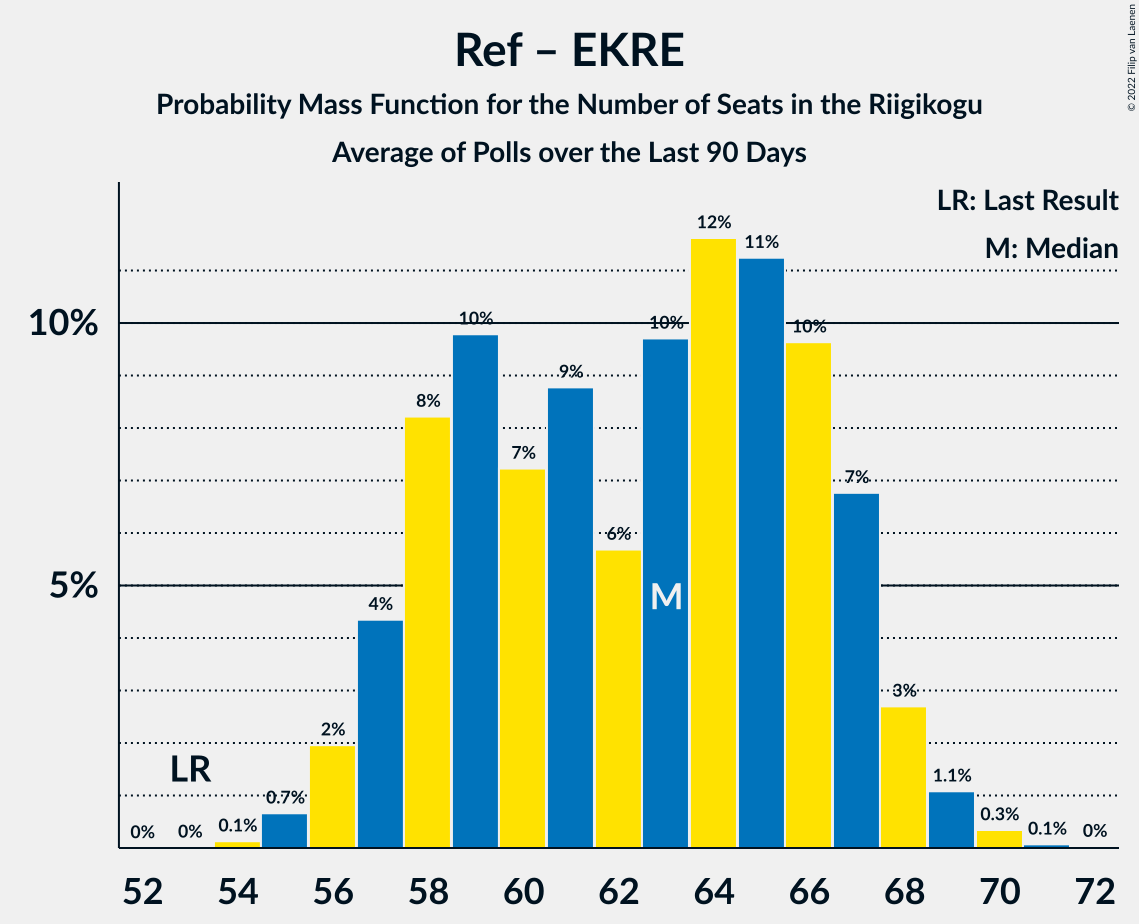 Ref – EKRE
Probability Mass Function for the Number of Seats in the Riigikogu
Average of Polls over the Last 90 Days
© 2022 Filip van Laenen
LR: Last Result
M: Median
10%
5%
0%
0%
0.1%
0.7%
2%
4%
8%
10%
7%
9%
6%
10%
12%
11%
10%
7%
3%
1.1%
0.3%
0.1%
0%
LR
M
52 54 56 58 60 62 64 66 68 70 72